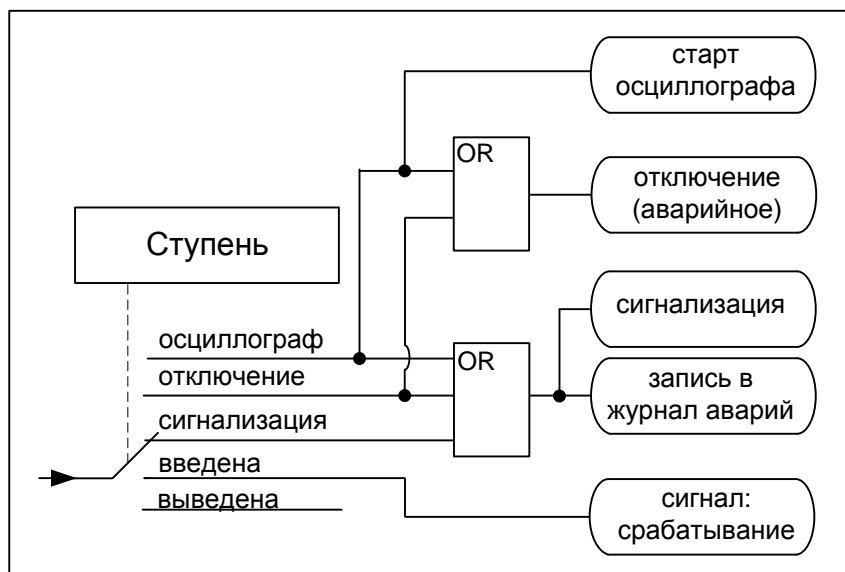 старт
осциллографа
OR
отключение
(аварийное)
Ступень
сигнализация
осциллограф
OR
отключение
запись в
журнал аварий
сигнализация
введена
выведена
сигнал:
срабатывание